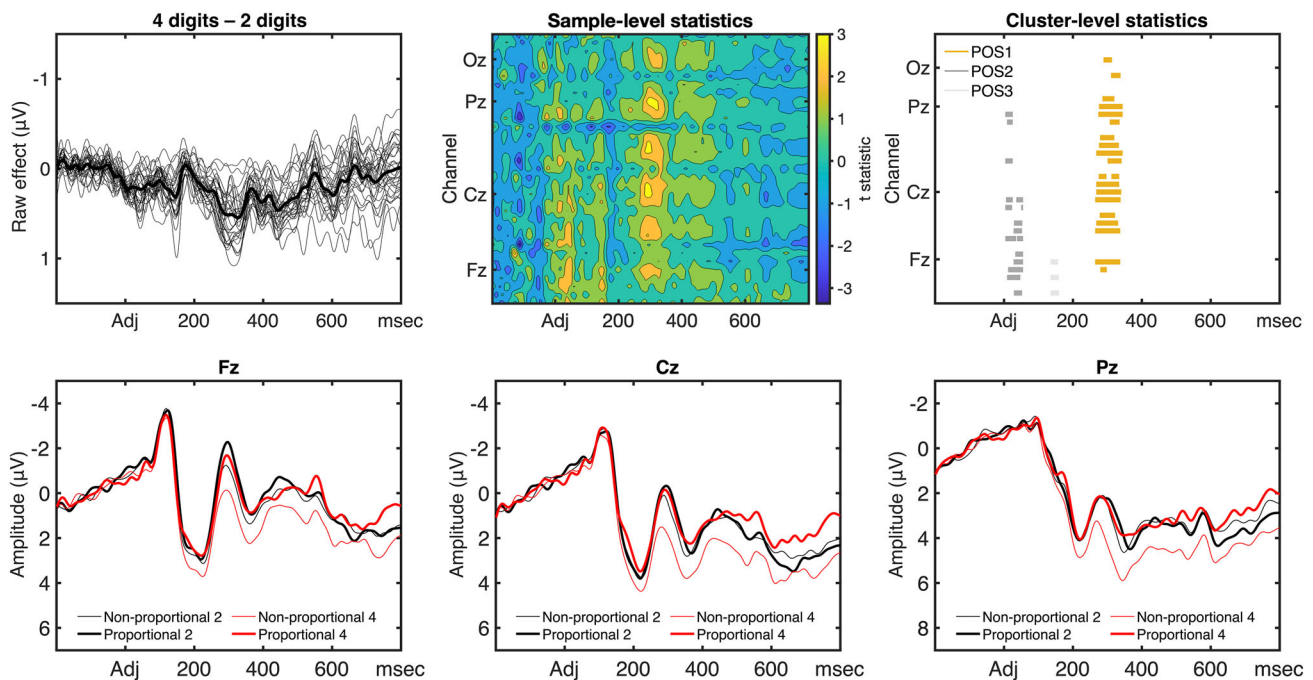 4 digits – 2 digits
Raw effect (µV)
-1
0
1
Adj 200 400 600 msec
Sample-level statistics
Channel
Oz
Pz
Cz
Fz
Adj 200 400 600
3
2
1
0
-1
-2
-3
t statistic
Cluster-level statistics
POS1
POS2
POS3
Channel
Oz
Pz
Cz
Fz
Adj 200 400 600 msec
Fz
Amplitude (µV)
-4
-2
0
2
4
6
Non-proportional 2 Non-proportional 4
Proportional 2 Proportional 4
Adj 200 400 600 msec
Cz
Amplitude (µV)
-4
-2
0
2
4
6
Non-proportional 2 Non-proportional 4
Proportional 2 Proportional 4
Adj 200 400 600 msec
Pz
Amplitude (µV)
-2
0
2
4
6
8
Non-proportional 2 Non-proportional 4
Proportional 2 Proportional 4
Adj 200 400 600 msec